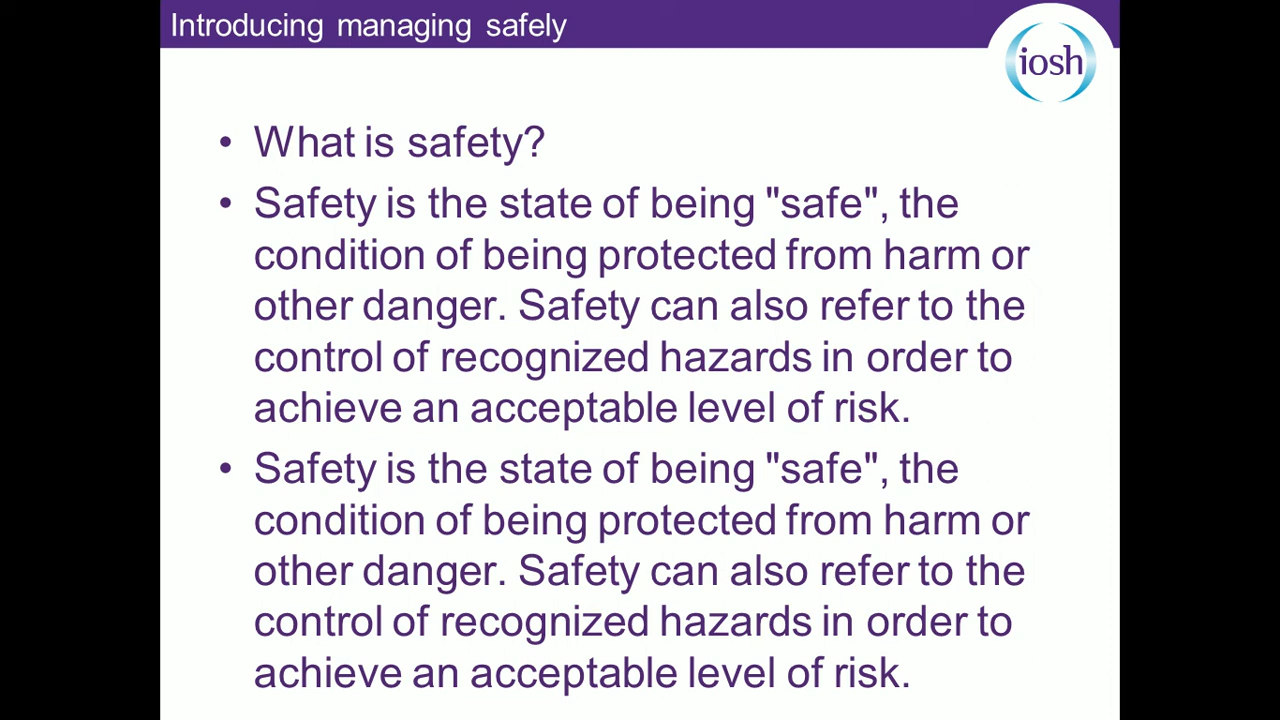 Introducing managing safely
iosh
• What is safety?
• Safety is the state of being "safe", the
condition of being protected from harm or
other danger. Safety can also refer to the
control of recognized hazards in order to
achieve an acceptable level of risk.
• Safety is the state of being "safe", the
condition of being protected from harm or
other danger. Safety can also refer to the
control of recognized hazards in order to
achieve an acceptable level of risk.